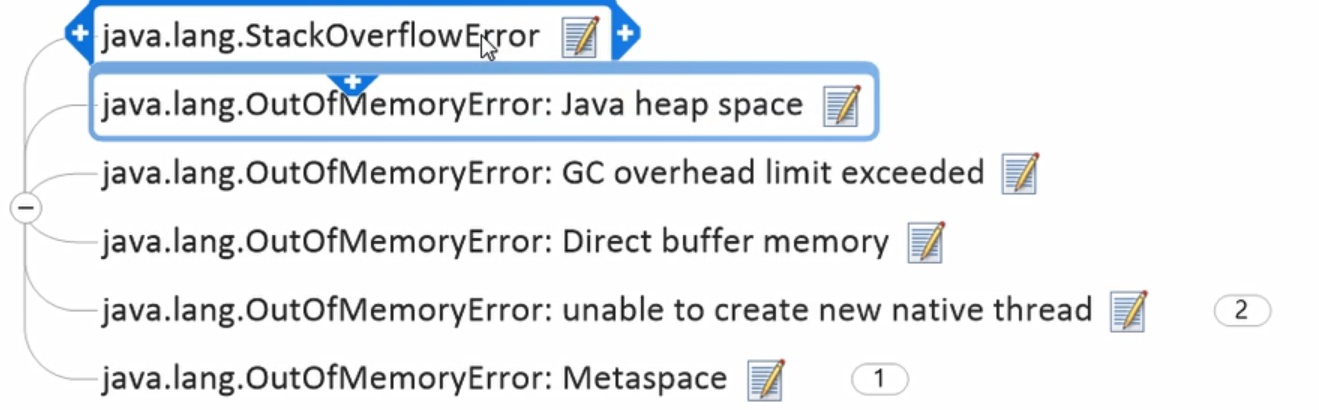 java.lang.StackOverflowError
java.lang.OutOfMemoryError: Java heap space
java.lang.OutOfMemoryError: GC overhead limit exceeded
java.lang.OutOfMemoryError: Direct buffer memory
java.lang.OutOfMemoryError: unable to create new native thread 2
java.lang.OutOfMemoryError: Metaspace 1